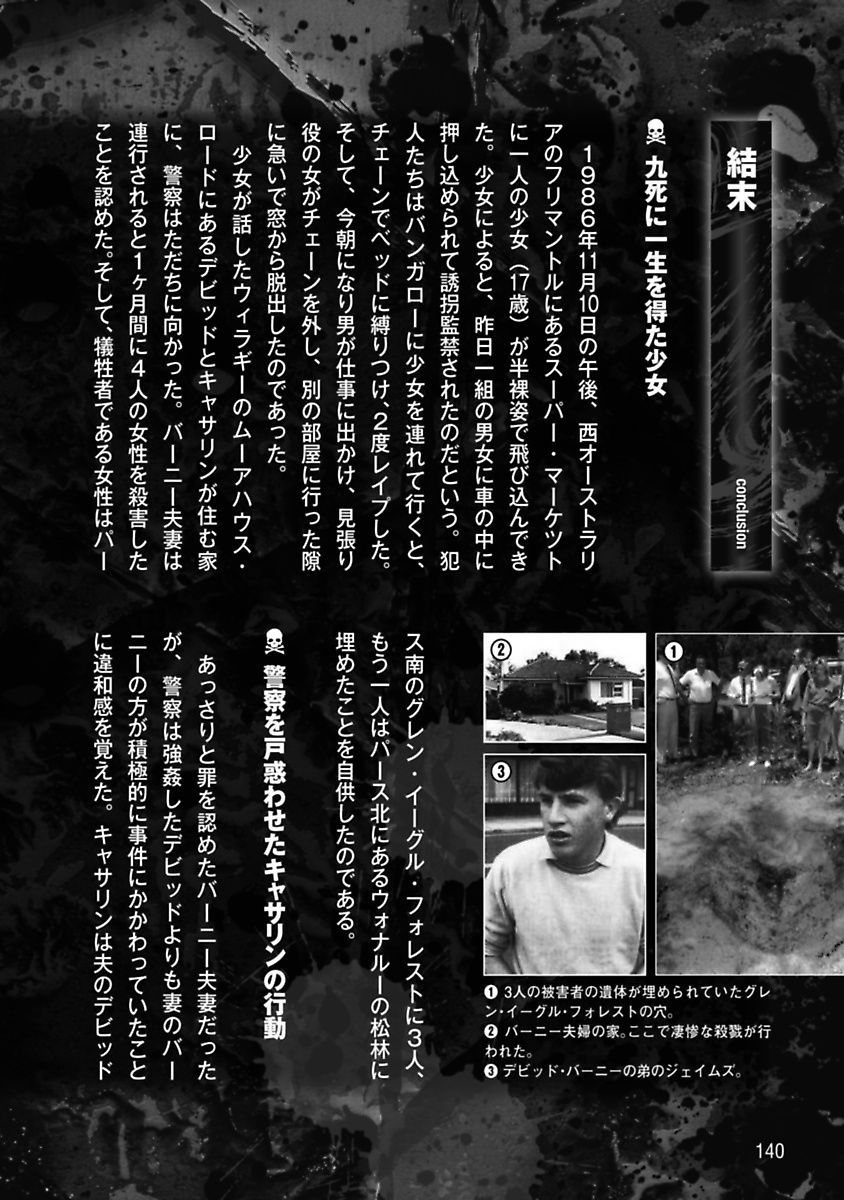 結末
conclusion
九死に一生を得た少女
1986年11月10日の午後、西オーストラリ
アのフリマントルにあるスーパー・マーケツト
に一人の少女（17歳）が半裸姿で飛び込んでき
た。少女によると、昨日一組の男女に車の中に
押し込められて誘拐監禁されたのだという。犯
人たちはバンガローに少女を連れて行くと、
チェーンでベッドに縛りつけ、2度レイプした。
そして、今朝になり男が仕事に出かけ、見張り
役の女がチェーンを外し、別の部屋に行った隙
に急いで窓から脱出したのであった。
少女が話したウィラギーのムーアハウス・
ロードにあるデビッドとキャサリンが住む家
に、警察はただちに向かった。バーニー夫妻は
連行されると1ヶ月間に4人の女性を殺害した
ことを認めた。そして、犠牲者である女性はパー
ス南のグレン・イーグル・フォレストに3人、
もう一人はパース北にあるウォナルーの松林に
埋めたことを自供したのである。
警察を戸惑わせたキャサリンの行動
あっさりと罪を認めたバーニー夫妻だった
が、警察は強姦したデビッドよりも妻のバー
ニーの方が積極的に事件にかかわっていたこと
に違和感を覚えた。キャサリンは夫のデビッド
1
2
3
❶ 3人の被害者の遺体が埋められていたグレ
ン・イーグル・フォレストの穴。
❷ バーニー夫婦の家。ここで凄惨な殺戮が行
われた。
❸ デビッド・バーニーの弟のジェイムズ。
140